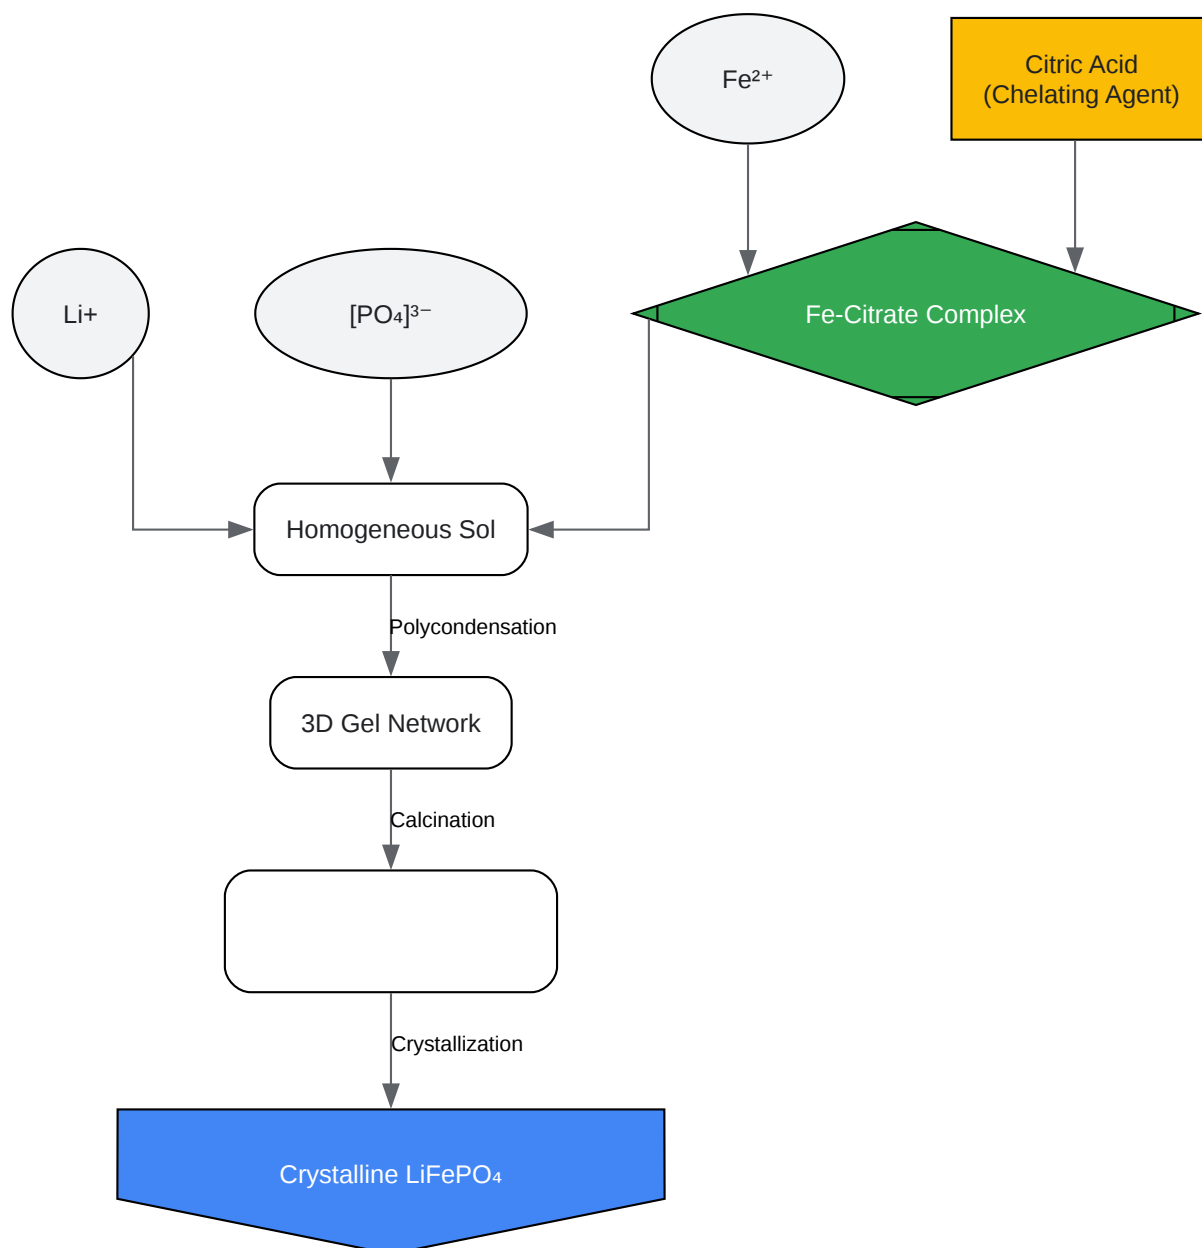 Fe²⁺
Citric Acid
(Chelating Agent)
Li+
[PO₄]³⁻
Fe-Citrate Complex
Homogeneous Sol
Polycondensation
3D Gel Network
Calcination
Crystallization
Crystalline LiFePO₄